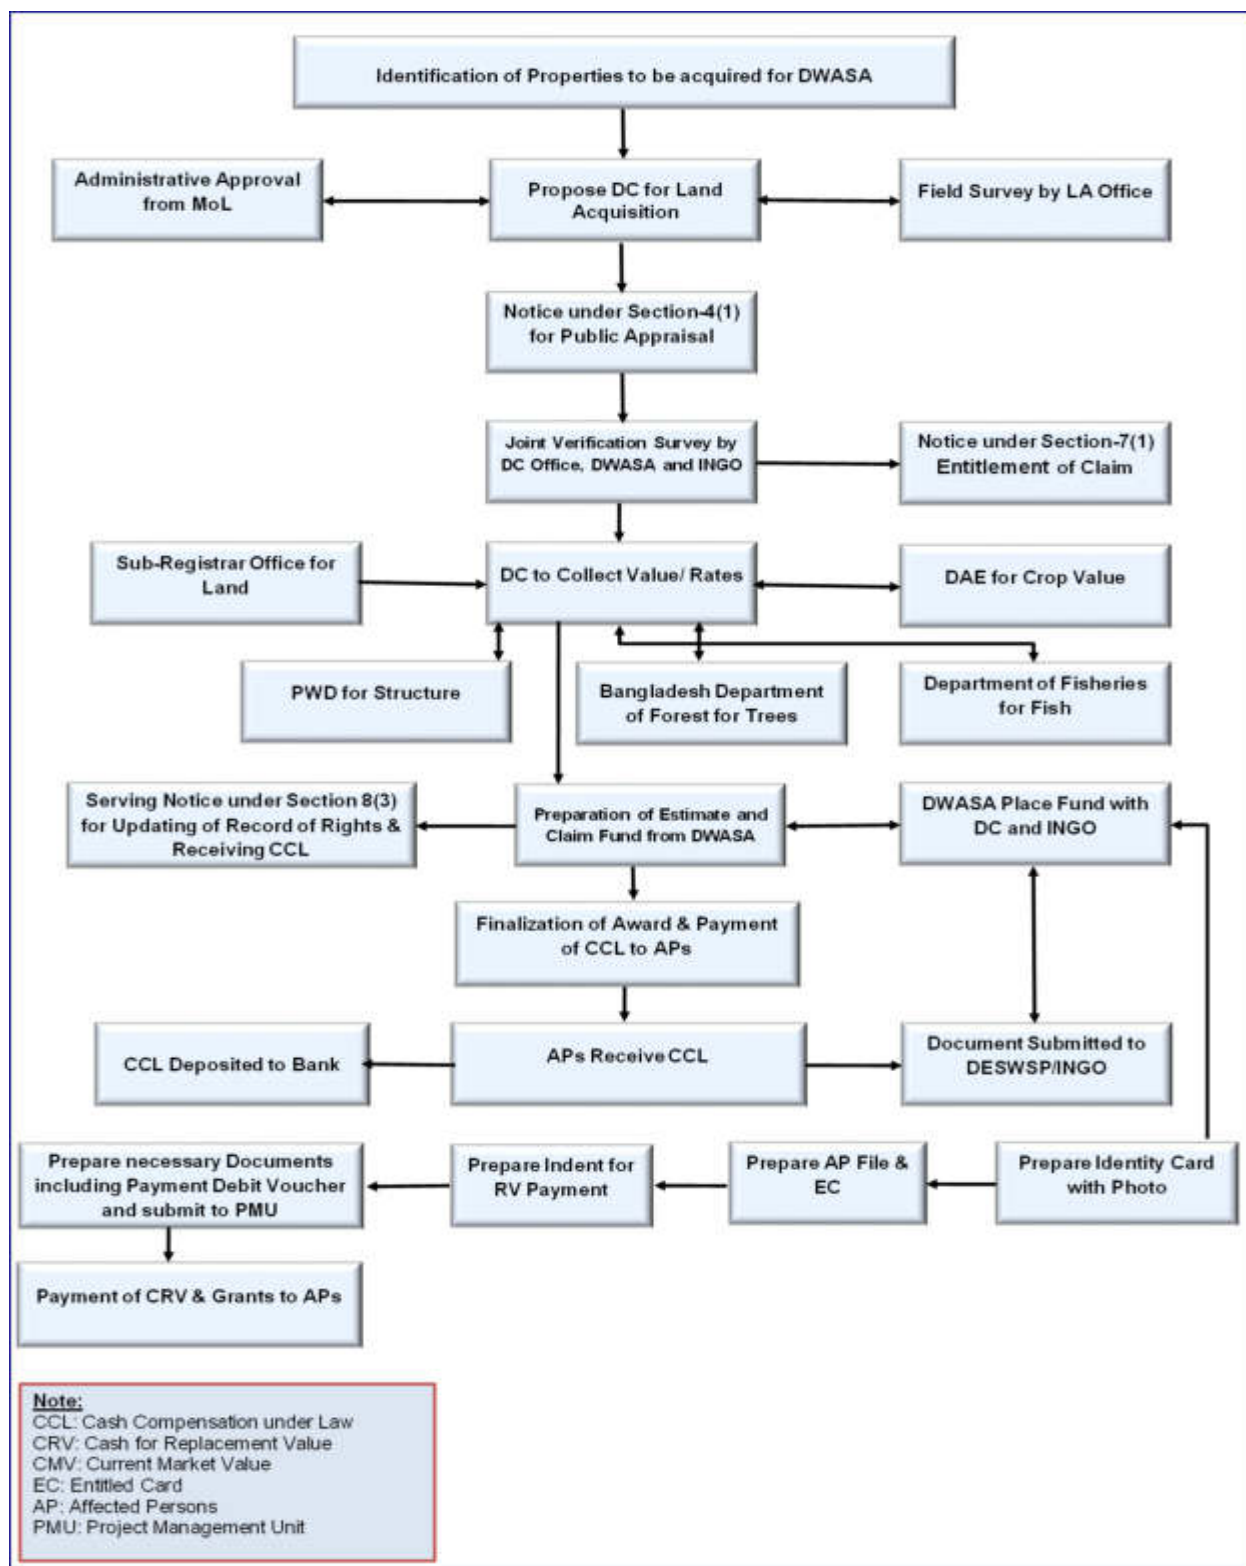 Identification of Properties to be acquired for DWASA
Administrative Approval
from MoL
Propose DC for Land
Acquisition
Field Survey by LA Office
Notice under Section-4(1)
for Public Appraisal
Joint Verification Survey by
DC Office, DWASA and INGO
Notice under Section-7(1)
Entitlement of Claim
Sub-Registrar Office for
Land
DC to Collect Value/ Rates
DAE for Crop Value
PWD for Structure
Bangladesh Department
of Forest for Trees
Department of Fisheries
for Fish
Serving Notice under Section 8(3)
for Updating of Record of Rights &
Receiving CCL
Preparation of Estimate and
Claim Fund from DWASA
DWASA Place Fund with
DC and INGO
Finalization of Award & Payment
of CCL to APs
CCL Deposited to Bank
APs Receive CCL
Document Submitted to
DESWSP/INGO
Prepare necessary Documents
including Payment Debit Voucher
and submit to PMU
Prepare Indent for
RV Payment
Prepare AP File &
EC
Prepare Identity Card
with Photo
Payment of CRV & Grants to APs
Note:
CCL: Cash Compensation under Law
CRV: Cash for Replacement Value
CMV: Current Market Value
EC: Entitled Card
AP: Affected Persons
PMU: Project Management Unit